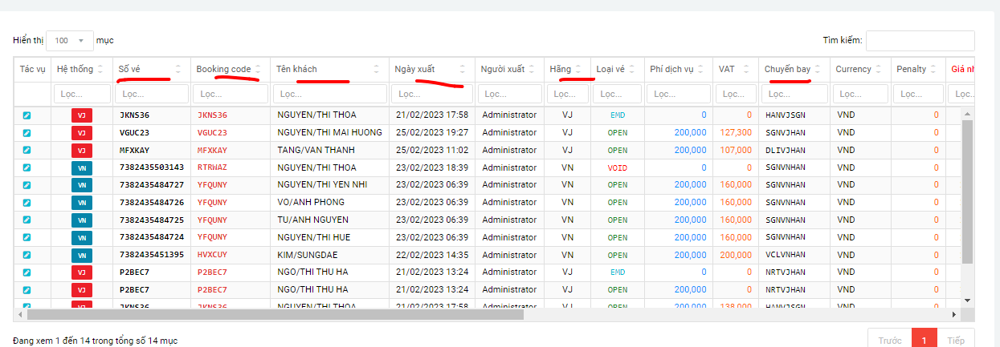 Hiển thị 100 mục Tìm kiếm:
Tác vụ Hệ thống Số vé Booking code Tên khách Ngày xuất Người xuất Hãng Loại vé Phí dịch vụ VAT Chuyến bay Currency Penalty Giá nh
Lọc... Lọc... Lọc... Lọc... Lọc... Lọc... Lọc... Lọc... Lọc... Lọc... Lọc... Lọc... Lọc... Lọc...
VJ JKNS36 JKNS36 NGUYEN/THI THOA 21/02/2023 17:58 Administrator VJ EMD 0 0 HANVJSGN VND 0
VJ VGUC23 VGUC23 NGUYEN/THI MAI HUONG 25/02/2023 19:27 Administrator VJ OPEN 200,000 127,300 SGNVJHAN VND 0
VJ MFXKAY MFXKAY TANG/VAN THANH 25/02/2023 11:02 Administrator VJ OPEN 200,000 107,000 DLIVJHAN VND 0
VN 7382435503143 RTRWAZ NGUYEN/THI THOA 23/02/2023 18:39 Administrator VN VOID 0 0 SGNVNHAN VND 0
VN 7382435484727 YFQUNY NGUYEN/THI YEN NHI 23/02/2023 06:39 Administrator VN OPEN 200,000 160,000 SGNVNHAN VND 0
VN 7382435484726 YFQUNY VO/ANH PHONG 23/02/2023 06:39 Administrator VN OPEN 200,000 160,000 SGNVNHAN VND 0
VN 7382435484725 YFQUNY TU/ANH NGUYEN 23/02/2023 06:39 Administrator VN OPEN 200,000 160,000 SGNVNHAN VND 0
VN 7382435484724 YFQUNY NGUYEN/THI HUE 23/02/2023 06:39 Administrator VN OPEN 200,000 160,000 SGNVNHAN VND 0
VN 7382435451395 HVXCUY KIM/SUNGDAE 22/02/2023 14:35 Administrator VN OPEN 200,000 200,000 VCLVNHAN VND 0
VJ P2BEC7 P2BEC7 NGO/THI THU HA 21/02/2023 13:24 Administrator VJ EMD 0 0 NRTVJHAN VND 0
VJ P2BEC7 P2BEC7 NGO/THI THU HA 21/02/2023 13:24 Administrator VJ OPEN 200,000 0 NRTVJHAN VND 0
VJ JKNS36 JKNS36 NGUYEN/THI THOA 21/02/2023 17:58 Administrator VJ OPEN 200,000 138,000 HANVJSGN VND 0
Đang xem 1 đến 14 trong tổng số 14 mục Trước 1 Tiếp